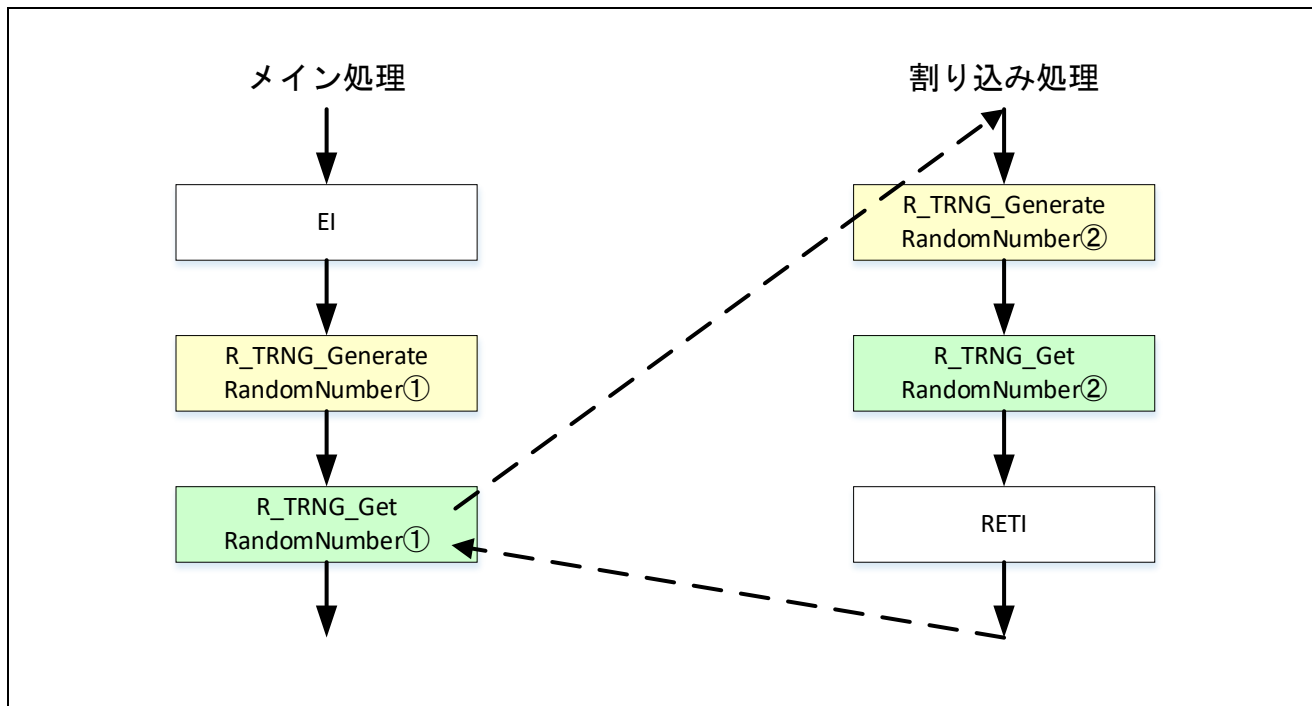 メイン処理
EI
R_TRNG_Generate
RandomNumber①
R_TRNG_Get
RandomNumber①
割り込み処理
R_TRNG_Generate
RandomNumber②
R_TRNG_Get
RandomNumber②
RETI